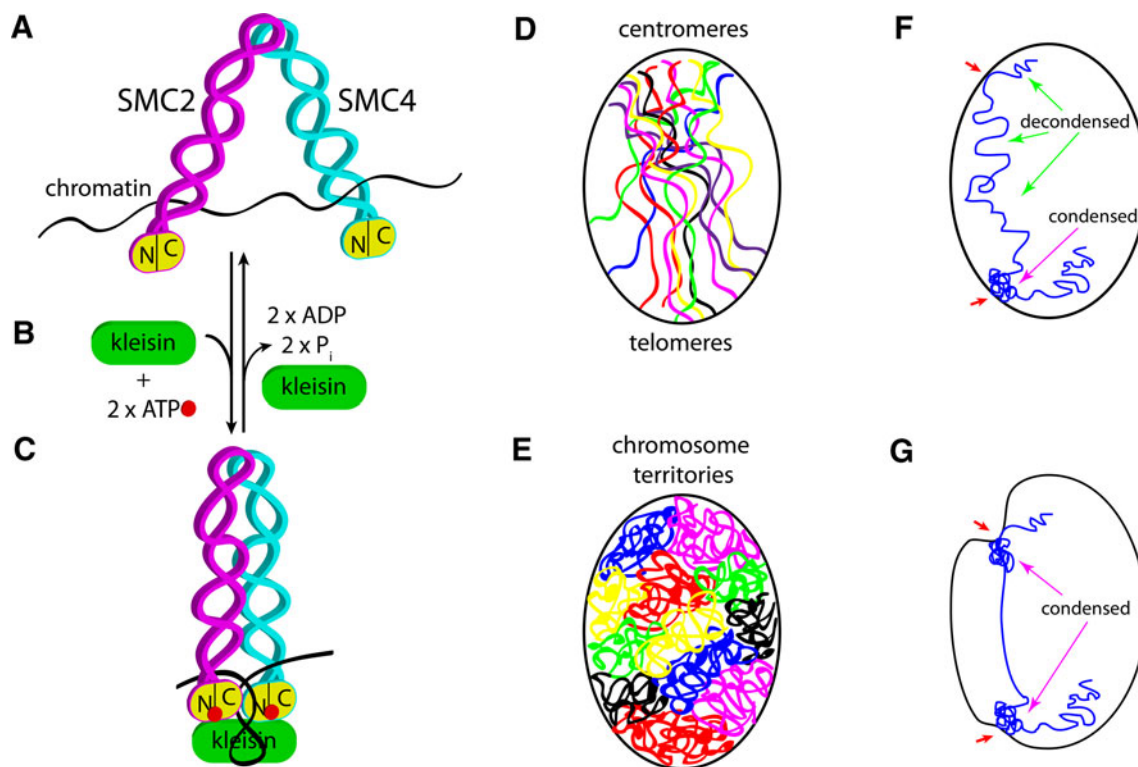 A
SMC2
SMC4
chromatin
N C
N C
B
kleisin
+
2 x ATP
2 x ADP
2 x Pi
kleisin
C
N C
N C
kleisin
D
centromeres
telomeres
E
chromosome
territories
F
decondensed
condensed
G
condensed